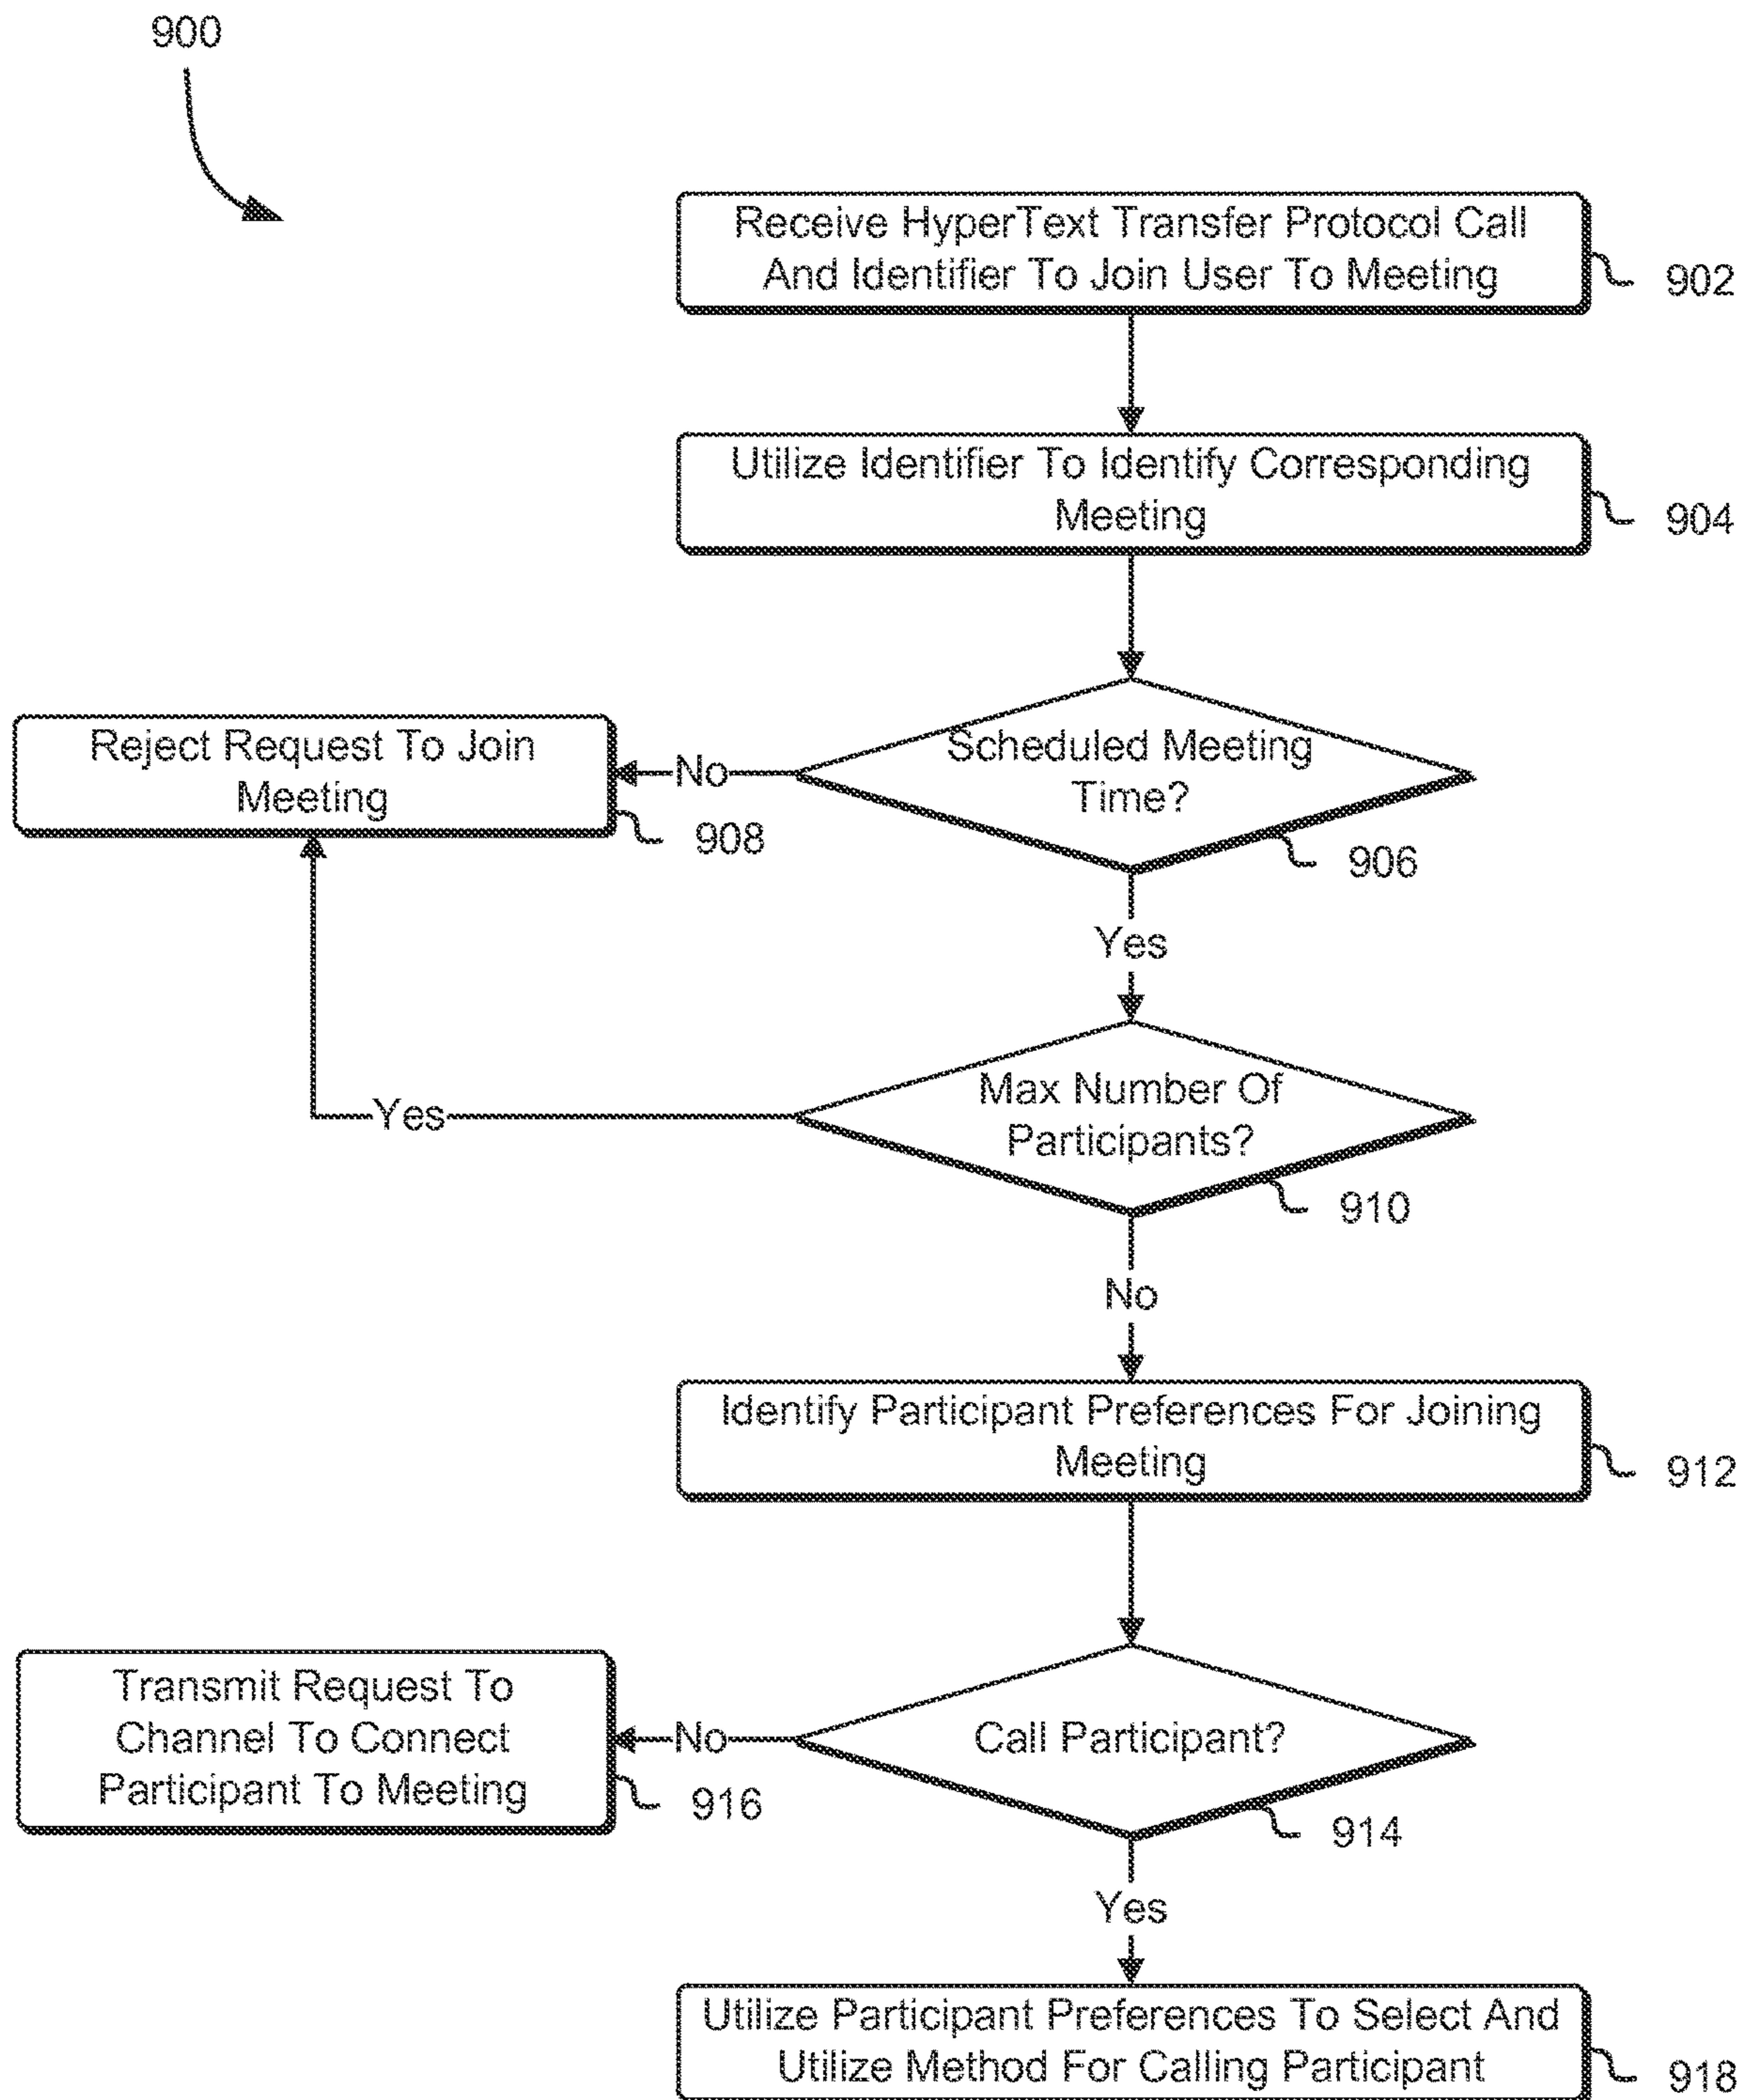 900
Receive HyperText Transfer Protocol Call
And Identifier To Join User To Meeting
902
Utilize Identifier To Identify Corresponding
Meeting
904
Scheduled Meeting
Time?
906
No
Reject Request To Join
Meeting
908
Yes
Max Number Of
Participants?
910
Yes
No
Identify Participant Preferences For Joining
Meeting
912
Call Participant?
914
No
Transmit Request To
Channel To Connect
Participant To Meeting
916
Yes
Utilize Participant Preferences To Select And
Utilize Method For Calling Participant
918